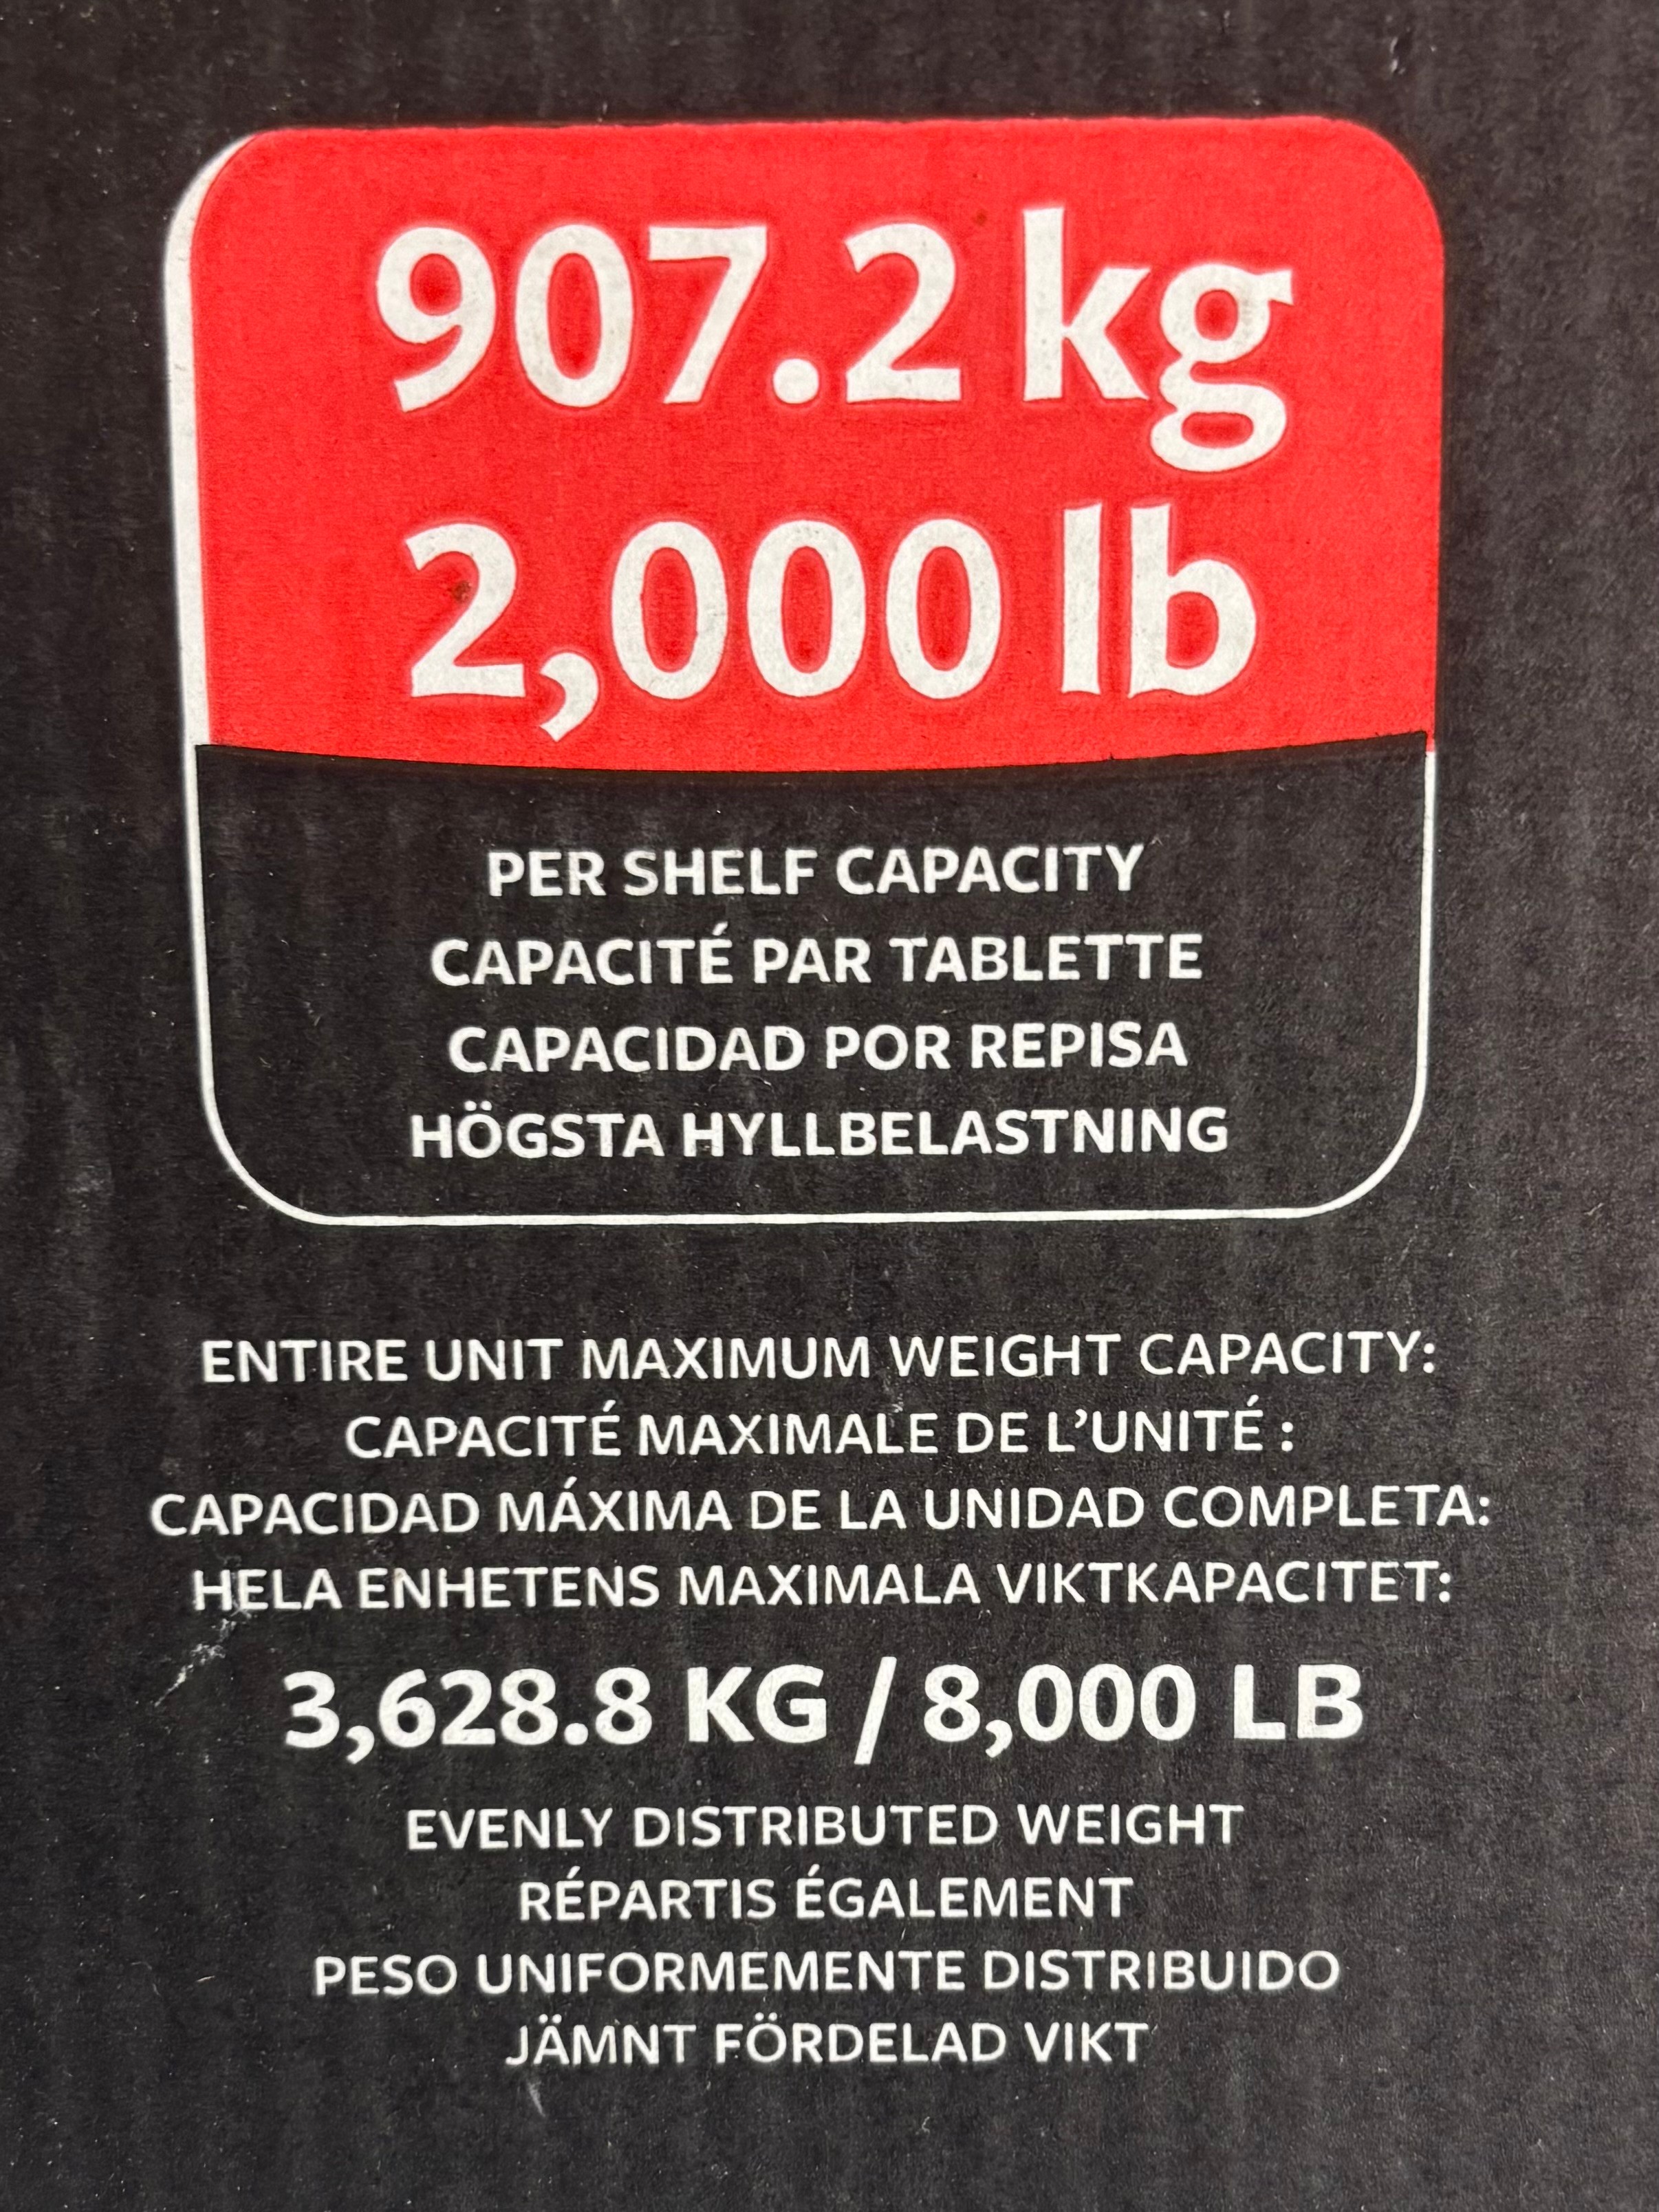 907.2 kg
2,000 lb
PER SHELF CAPACITY
CAPACITÉ PAR TABLETTE
CAPACIDAD POR REPISA
HÖGSTA HYLLBELASTNING
ENTIRE UNIT MAXIMUM WEIGHT CAPACITY:
CAPACITÉ MAXIMALE DE L’UNITÉ :
CAPACIDAD MÁXIMA DE LA UNIDAD COMPLETA:
HELA ENHETENS MAXIMALA VIKTKAPACITET:
3,628.8 KG / 8,000 LB
EVENLY DISTRIBUTED WEIGHT
RÉPARTIS ÉGALEMENT
PESO UNIFORMEMENTE DISTRIBUIDO
JÄMNT FÖRDELAD VIKT